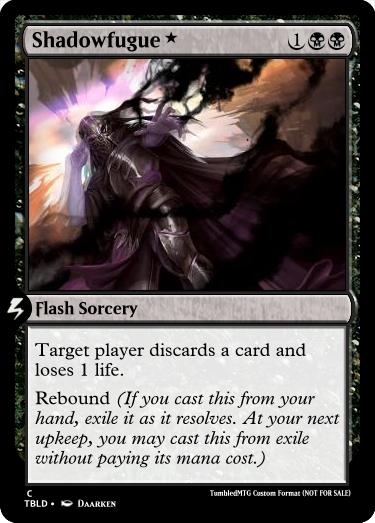 Shadowfugue★ 1
Flash Sorcery
Target player discards a card and
loses 1 life.
Rebound (If you cast this from your
hand, exile it as it resolves. At your next
upkeep, you may cast this from exile
without paying its mana cost.)
C
TBLD • DAARKEN
TumbledMTG Custom Format (NOT FOR SALE)